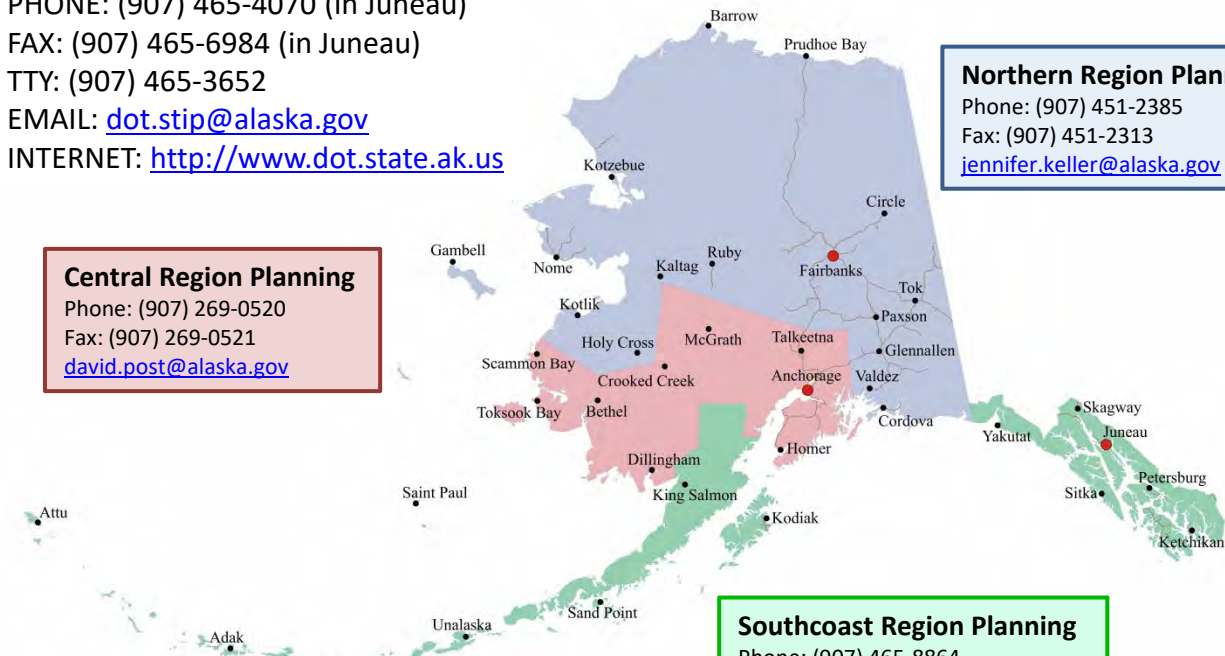 PHONE: (907) 465-4070 (in Juneau)
FAX: (907) 465-6984 (in Juneau)
TTY: (907) 465-3652
EMAIL: dot.stip@alaska.gov
INTERNET: http://www.dot.state.ak.us
Northern Region Plan
Phone: (907) 451-2385
Fax: (907) 451-2313
jennifer.keller@alaska.gov
Central Region Planning
Phone: (907) 269-0520
Fax: (907) 269-0521
david.post@alaska.gov
Barrow
Prudhoe Bay
Kotzebue
Circle
Gambell
Nome
Kaltag
Ruby
Fairbanks
Tok
Kotlik
Paxson
Holy Cross
McGrath
Talkeetna
Glennallen
Scammon Bay
Crooked Creek
Anchorage
Valdez
Toksook Bay
Bethel
Cordova
Skagway
Yakutat
Juneau
Homer
Dillingham
King Salmon
Petersburg
Sitka
Saint Paul
Attu
Kodiak
Ketchikan
Sand Point
Unalaska
Adak
Southcoast Region Planning
Phone: (907) 465-8864